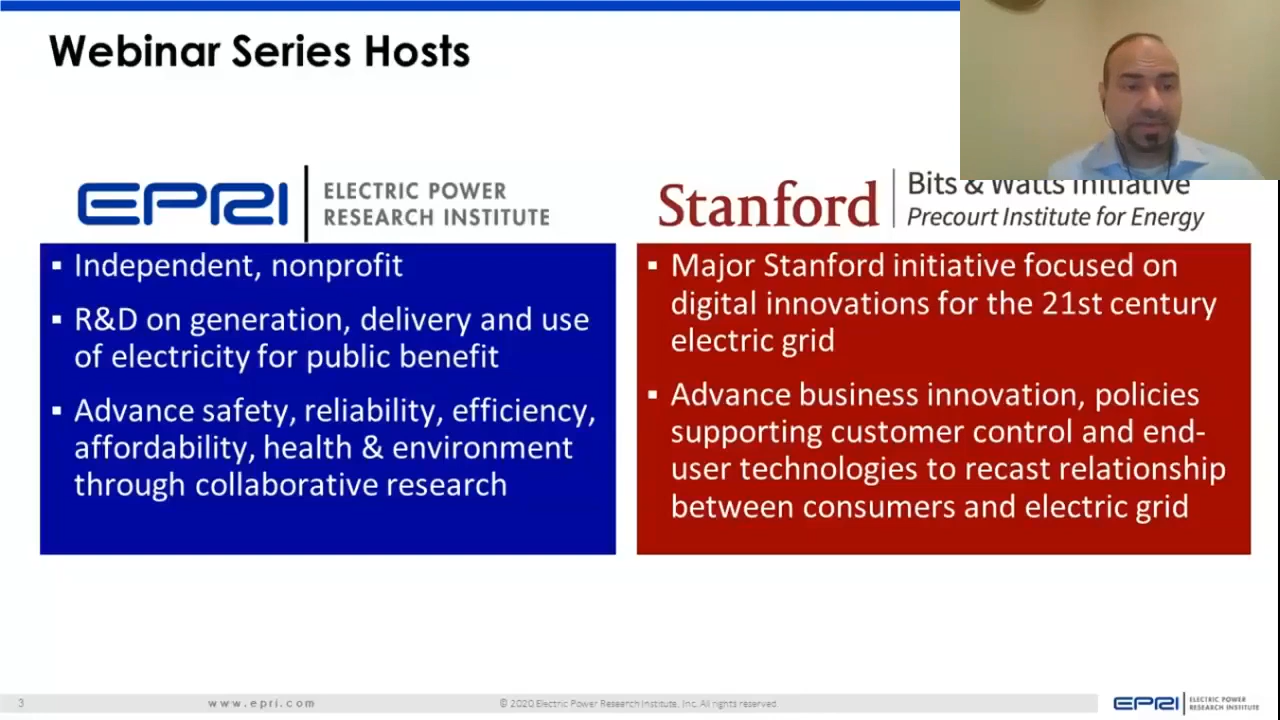 Webinar Series Hosts
EPRI
ELECTRIC POWER
RESEARCH INSTITUTE
▪ Independent, nonprofit
▪ R&D on generation, delivery and use
of electricity for public benefit
▪ Advance safety, reliability, efficiency,
affordability, health & environment
through collaborative research
Stanford
Bits & Watts Initiative
Precourt Institute for Energy
▪ Major Stanford initiative focused on
digital innovations for the 21st century
electric grid
▪ Advance business innovation, policies
supporting customer control and end-
user technologies to recast relationship
between consumers and electric grid
3
www.epri.com
© 2020 Electric Power Research Institute, Inc. All rights reserved.
EPRI
ELECTRIC POWER
RESEARCH INSTITUTE